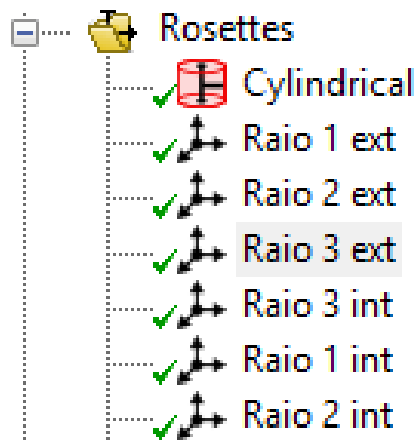 Rosettes
Cylindrical
Raio 1 ext
Raio 2 ext
Raio 3 ext
Raio 3 int
Raio 1 int
Raio 2 int